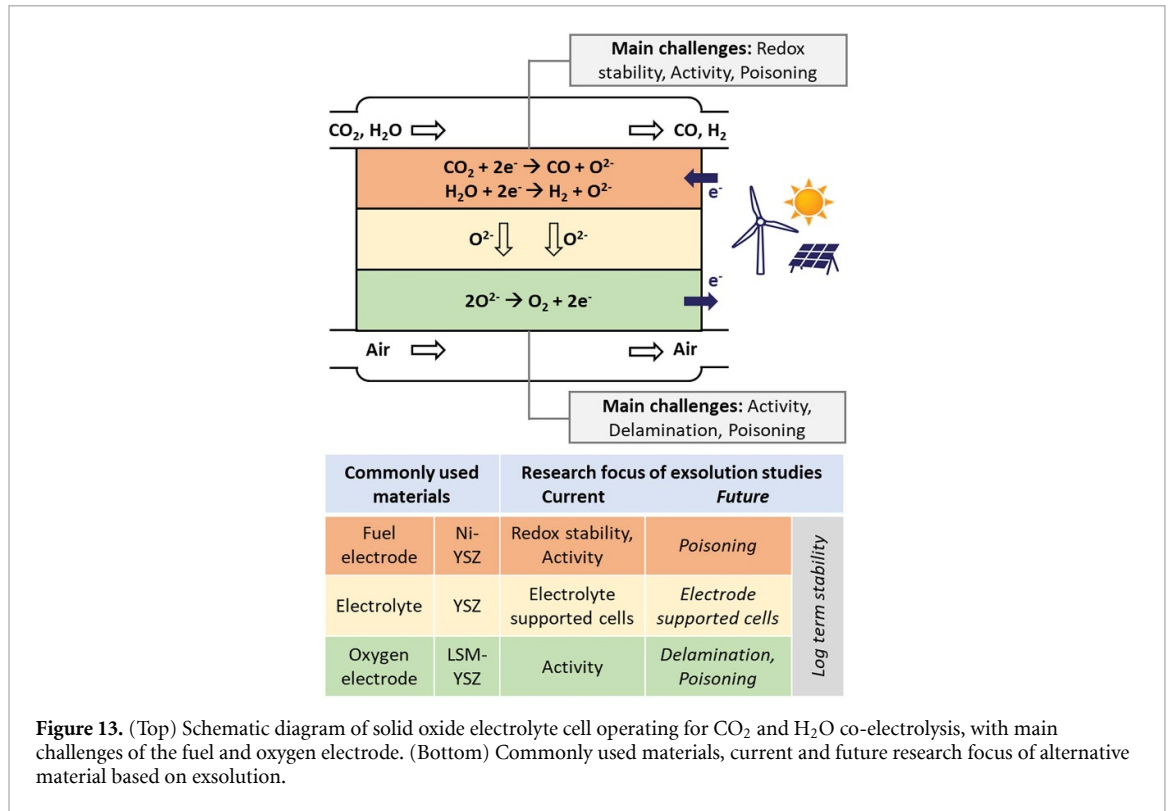 Main challenges: Redox
stability, Activity, Poisoning
CO₂, H₂O
CO, H₂
CO₂ + 2e⁻ → CO + O²⁻
H₂O + 2e⁻ → H₂ + O²⁻
e⁻
O²⁻ O²⁻
e⁻
2O²⁻ → O₂ + 2e⁻
Air
Air
Main challenges: Activity,
Delamination, Poisoning
Commonly used
materials
Research focus of exsolution studies
Current Future
Fuel
electrode
Ni-
YSZ
Redox stability,
Activity
Poisoning
Electrolyte
YSZ
Electrolyte
supported cells
Electrode
supported cells
Oxygen
electrode
LSM-
YSZ
Activity
Delamination,
Poisoning
Log term stability
Figure 13. (Top) Schematic diagram of solid oxide electrolyte cell operating for CO₂ and H₂O co-electrolysis, with main
challenges of the fuel and oxygen electrode. (Bottom) Commonly used materials, current and future research focus of alternative
material based on exsolution.